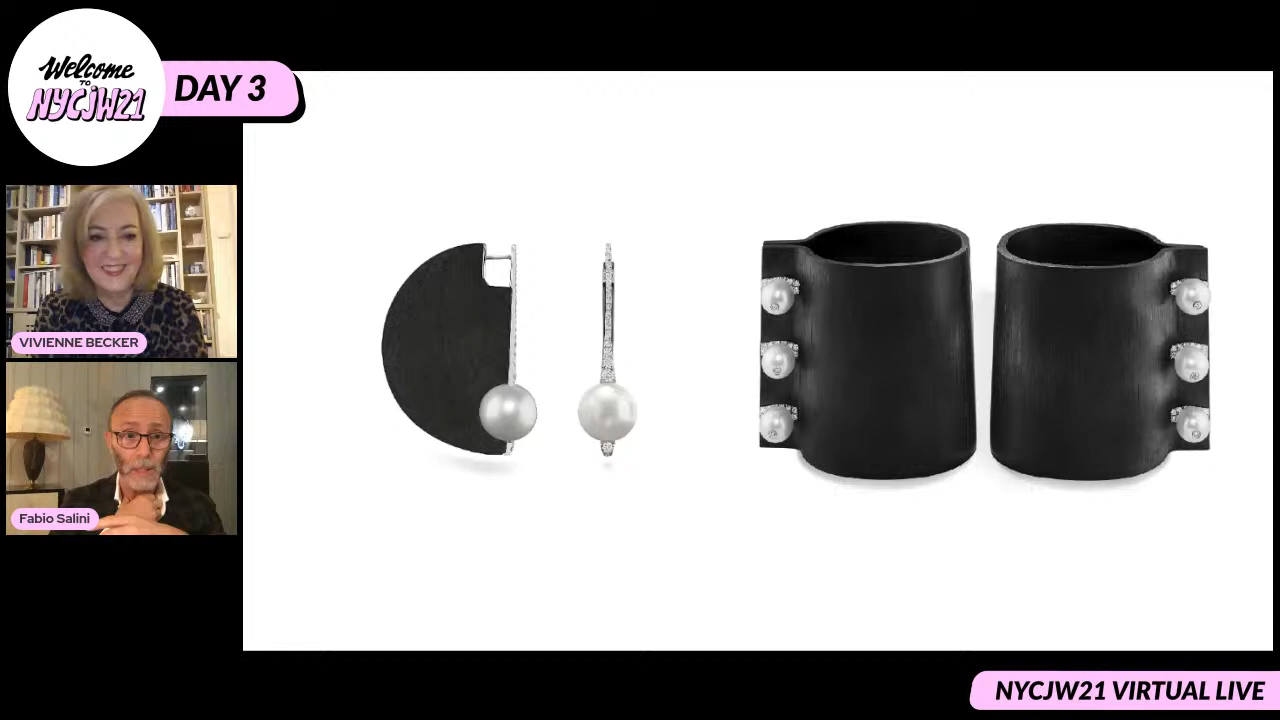 Welcome
TO
NYCJW21
DAY 3
VIVIENNE BECKER
Fabio Salini
NYCJW21 VIRTUAL LIVE